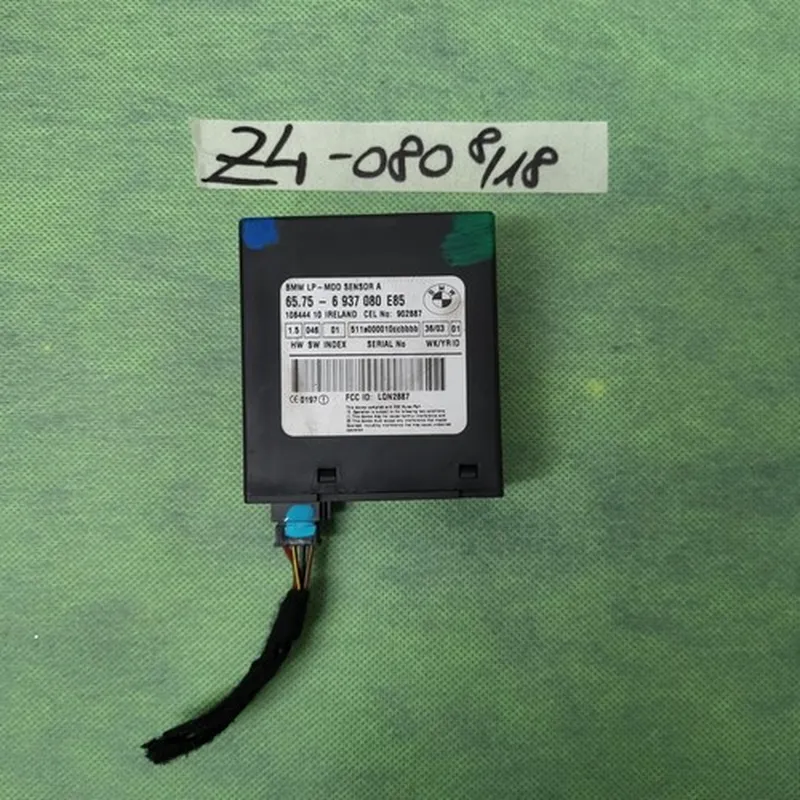 Z4-080 8/18
BMW LP-MDD SENSOR A
65.75 - 6 937 080 E85
108444 10 IRELAND CEL No: 902887
1.5 046 01 511a000010ccbbbb 36/03 01
HW SW INDEX SERIAL No WK/YR ID
CE 0197 FCC ID: LQN2887